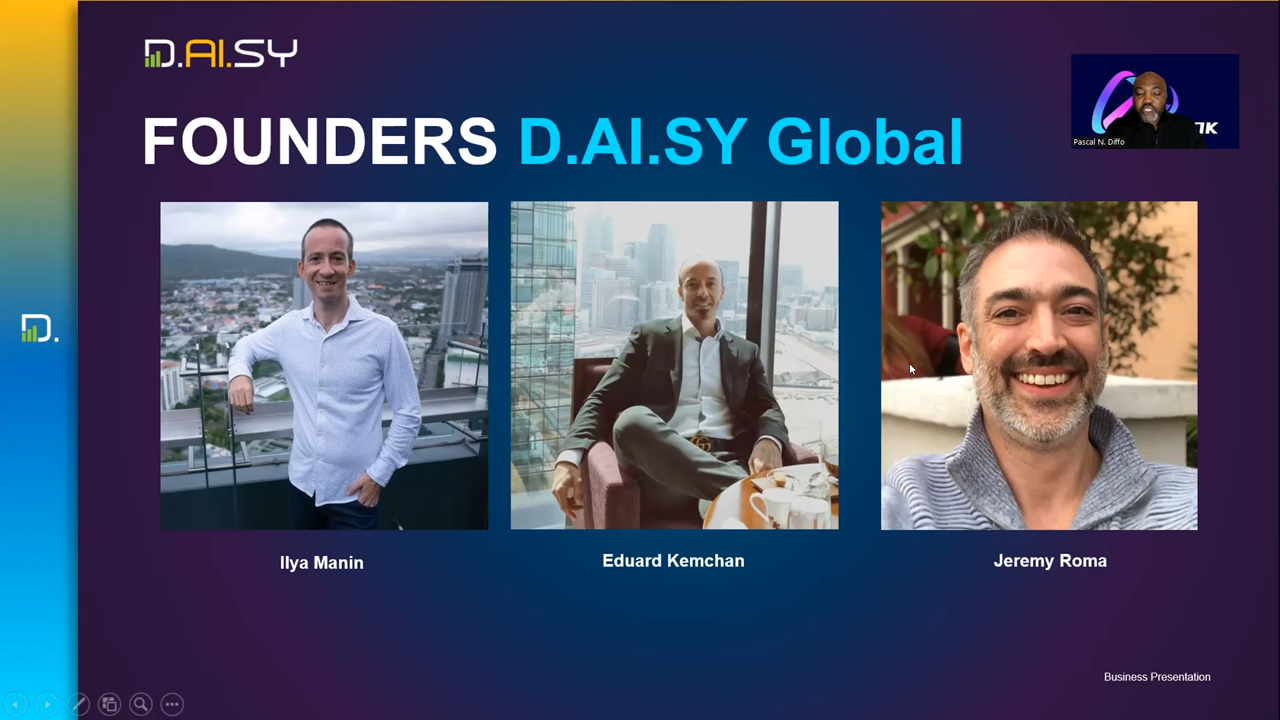 D.AI.SY
FOUNDERS D.AI.SY Global
Pascal N. Diffo
D.
Ilya Manin
Eduard Kemchan
Jeremy Roma
Business Presentation